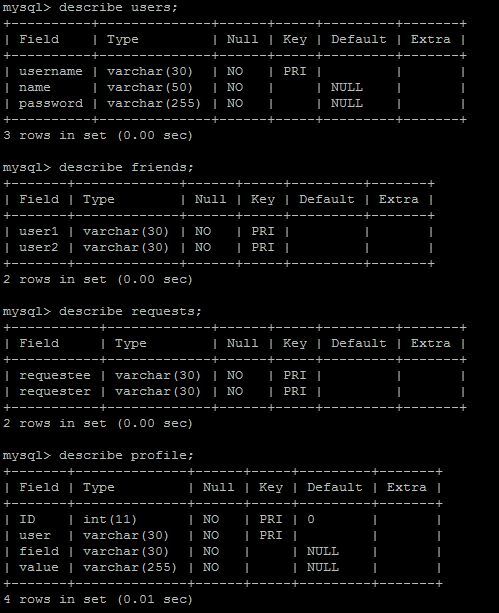 mysql> describe users;
+----------+--------------+------+-----+---------+-------+
| Field    | Type         | Null | Key | Default | Extra |
+----------+--------------+------+-----+---------+-------+
| username | varchar(30)  | NO   | PRI |         |       |
| name     | varchar(50)  | NO   |     | NULL    |       |
| password | varchar(255) | NO   |     | NULL    |       |
+----------+--------------+------+-----+---------+-------+
3 rows in set (0.00 sec)

mysql> describe friends;
+-------+-------------+------+-----+---------+-------+
| Field | Type        | Null | Key | Default | Extra |
+-------+-------------+------+-----+---------+-------+
| user1 | varchar(30) | NO   | PRI |         |       |
| user2 | varchar(30) | NO   | PRI |         |       |
+-------+-------------+------+-----+---------+-------+
2 rows in set (0.00 sec)

mysql> describe requests;
+-----------+-------------+------+-----+---------+-------+
| Field     | Type        | Null | Key | Default | Extra |
+-----------+-------------+------+-----+---------+-------+
| requestee | varchar(30) | NO   | PRI |         |       |
| requester | varchar(30) | NO   | PRI |         |       |
+-----------+-------------+------+-----+---------+-------+
2 rows in set (0.00 sec)

mysql> describe profile;
+-------+--------------+------+-----+---------+-------+
| Field | Type         | Null | Key | Default | Extra |
+-------+--------------+------+-----+---------+-------+
| ID    | int(11)      | NO   | PRI | 0       |       |
| user  | varchar(30)  | NO   | PRI |         |       |
| field | varchar(30)  | NO   |     | NULL    |       |
| value | varchar(255) | NO   |     | NULL    |       |
+-------+--------------+------+-----+---------+-------+
4 rows in set (0.01 sec)